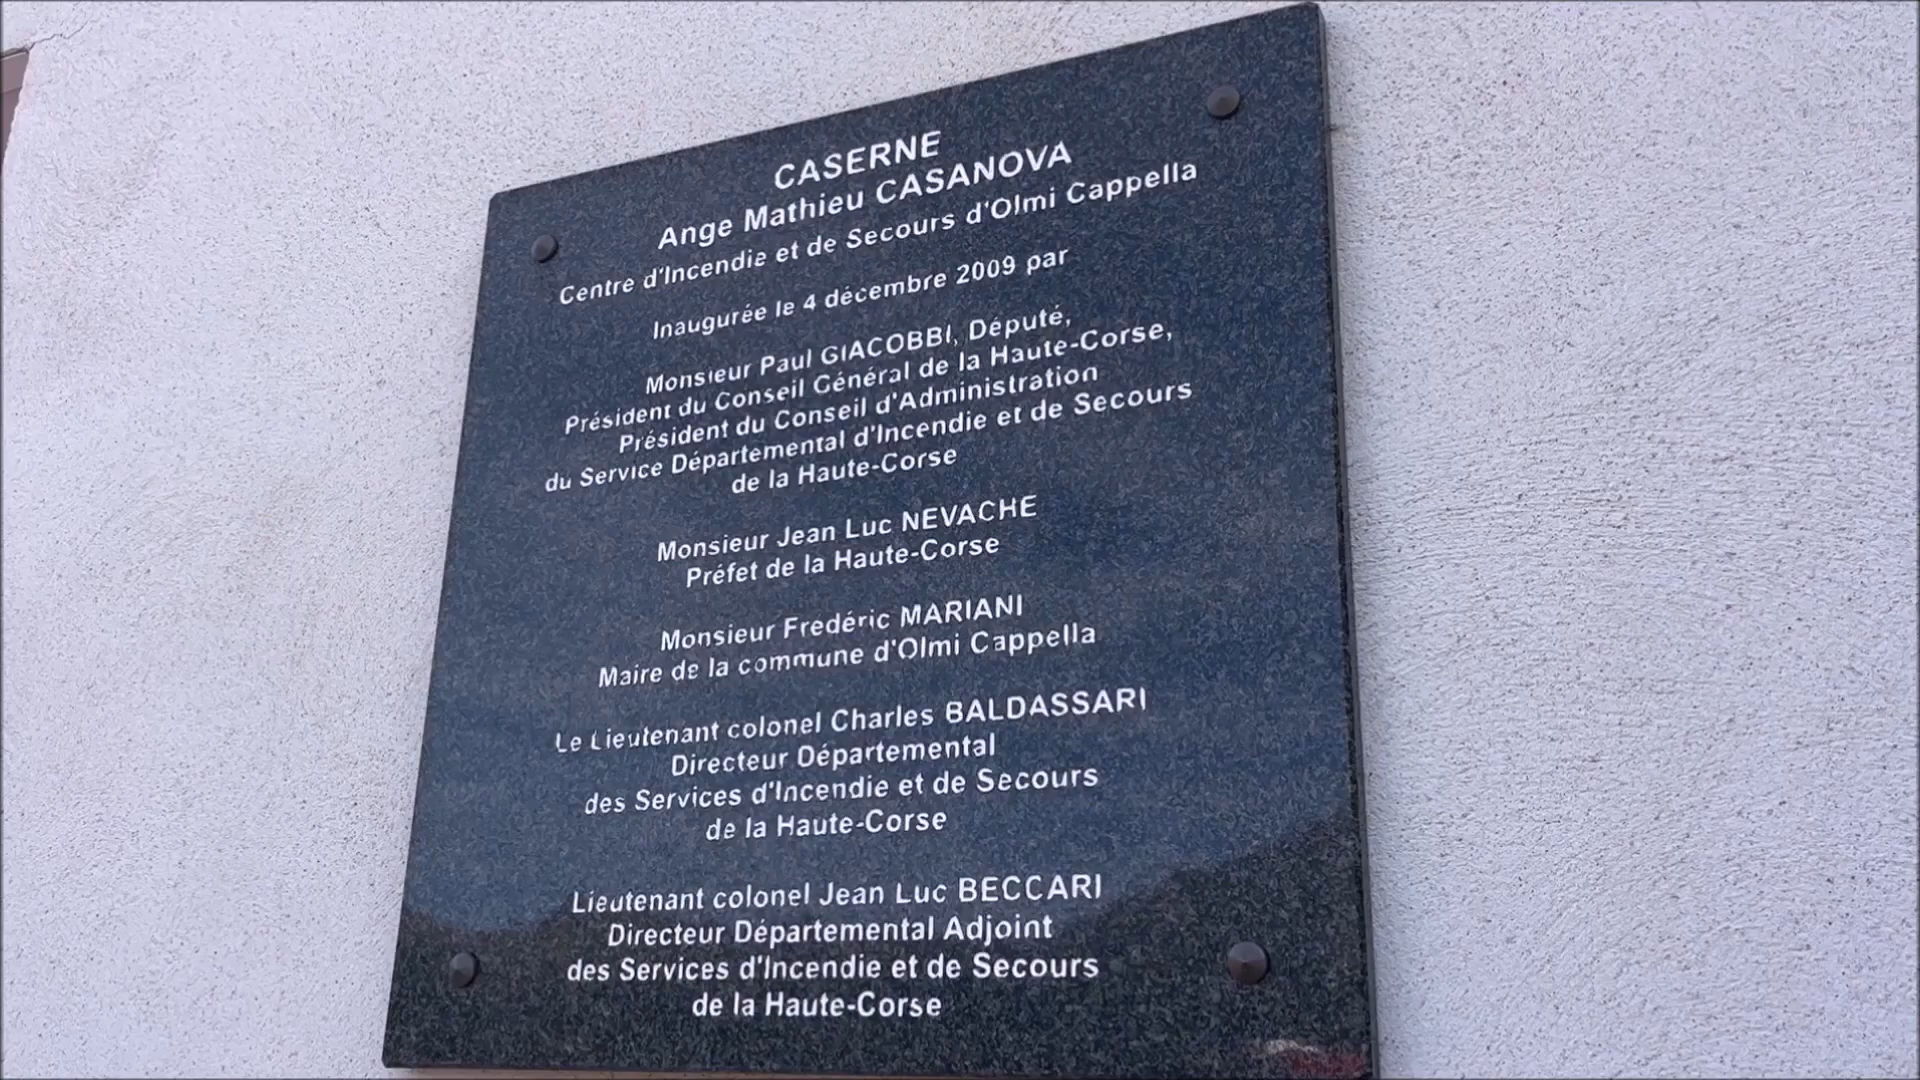 CASERNE
Ange Mathieu CASANOVA
Centre d'Incendie et de Secours d'Olmi Cappella
Inaugurée le 4 décembre 2009 par
Monsieur Paul GIACOBBI, Député,
Président du Conseil Général de la Haute-Corse,
Président du Conseil d'Administration
du Service Départemental d'Incendie et de Secours
de la Haute-Corse
Monsieur Jean Luc NEVACHE
Préfet de la Haute-Corse
Monsieur Fredéric MARIANI
Maire de la commune d'Olmi Cappella
Le Lieutenant colonel Charles BALDASSARI
Directeur Départemental
des Services d'Incendie et de Secours
de la Haute-Corse
Lieutenant colonel Jean Luc BECCARI
Directeur Départemental Adjoint
des Services d'Incendie et de Secours
de la Haute-Corse